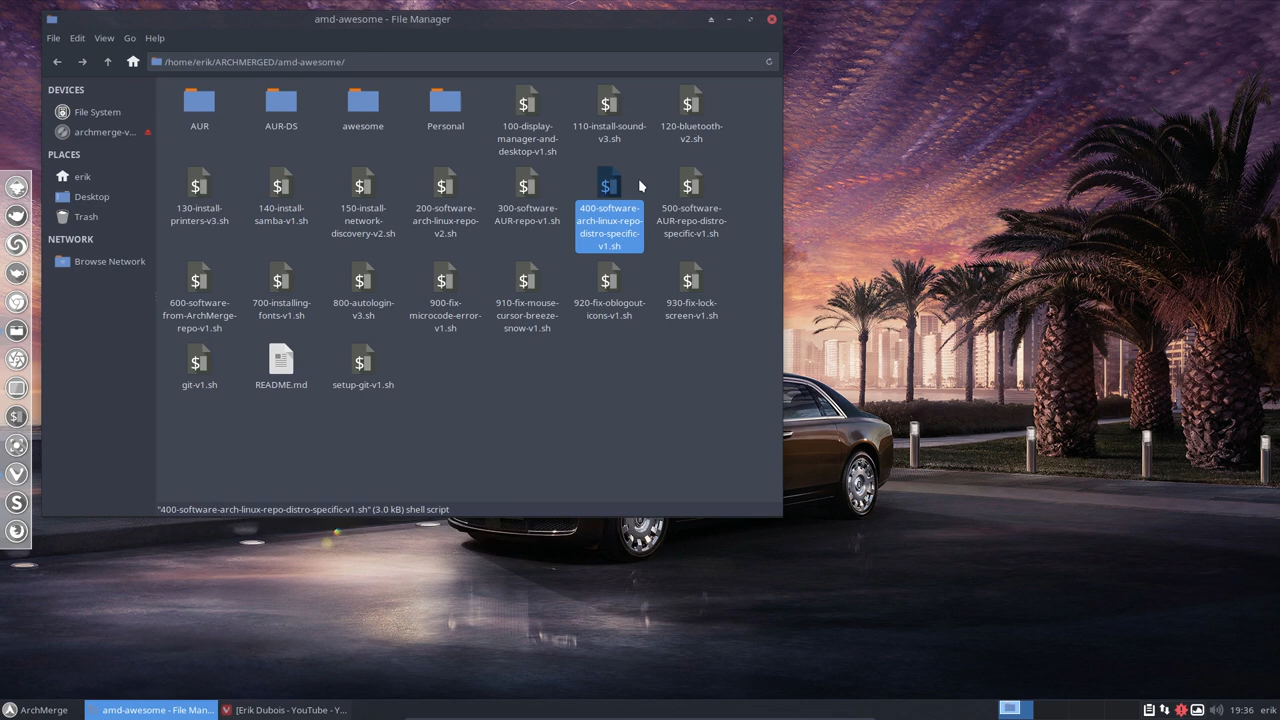 amd-awesome - File Manager
File Edit View Go Help
/home/erik/ARCHMERGED/amd-awesome/
DEVICES
File System
archmerge-v...
PLACES
erik
Desktop
Trash
NETWORK
Browse Network
AUR
AUR-DS
awesome
Personal
100-display-
manager-and-
desktop-v1.sh
110-install-sound-
v3.sh
120-bluetooth-
v2.sh
130-install-
printers-v3.sh
140-install-
samba-v1.sh
150-install-
network-
discovery-v2.sh
200-software-
arch-linux-repo-
v2.sh
300-software-
AUR-repo-v1.sh
400-software-
arch-linux-repo-
distro-specific-
v1.sh
500-software-
AUR-repo-distro-
specific-v1.sh
600-software-
from-ArchMerge-
repo-v1.sh
700-installing-
fonts-v1.sh
800-autologin-
v3.sh
900-fix-
microcode-error-
v1.sh
910-fix-mouse-
cursor-breeze-
snow-v1.sh
920-fix-oblogout-
icons-v1.sh
930-fix-lock-
screen-v1.sh
git-v1.sh
README.md
setup-git-v1.sh
"400-software-arch-linux-repo-distro-specific-v1.sh" (3.0 kB) shell script
ArchMerge
amd-awesome - File Man...
[Erik Dubois - YouTube - Y...
19:36 erik